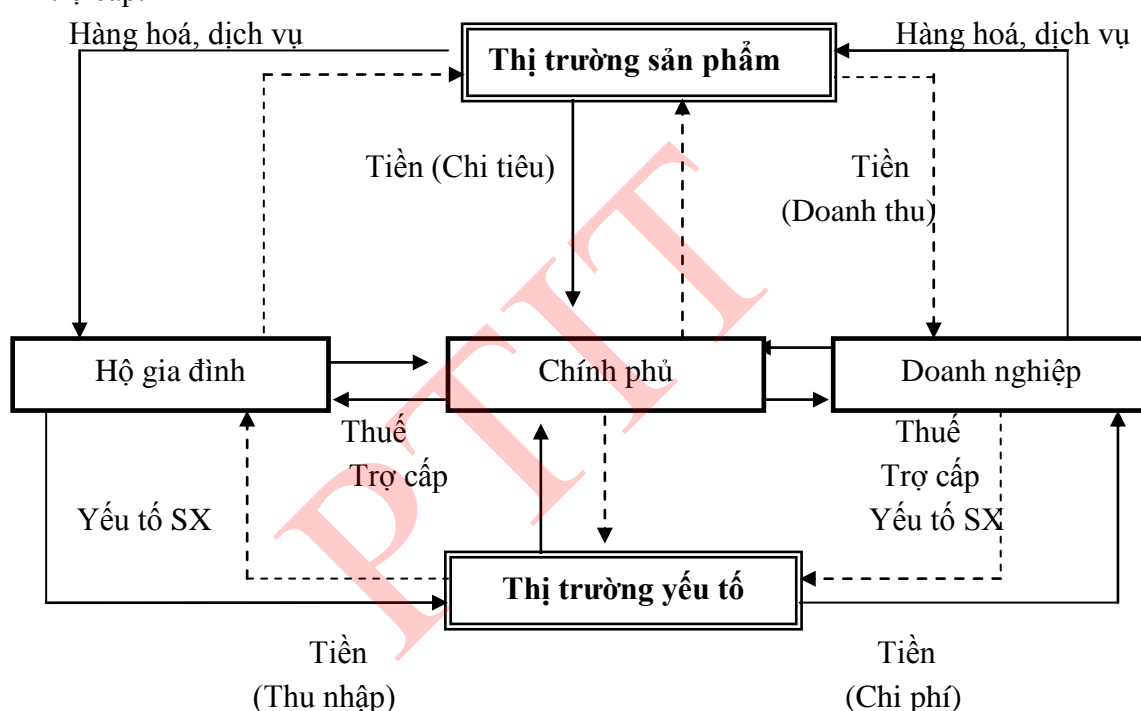 Hàng hoá, dịch vụ
Thị trường sản phẩm
Hàng hoá, dịch vụ
Tiền (Chi tiêu)
Tiền
(Doanh thu)
Hộ gia đình
Chính phủ
Doanh nghiệp
Thuế
Trợ cấp
Thuế
Trợ cấp
Yếu tố SX
Yếu tố SX
Thị trường yếu tố
Tiền
(Thu nhập)
Tiền
(Chi phí)
PTIT